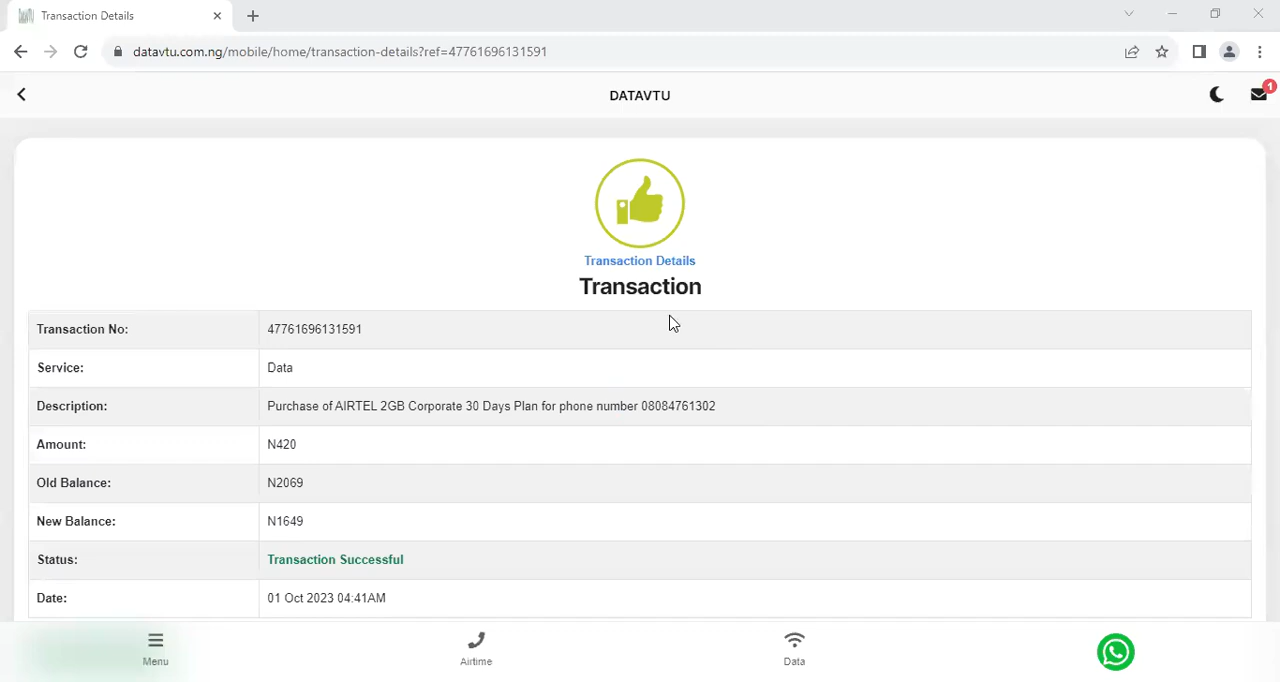 Transaction Details
datavtu.com.ng/mobile/home/transaction-details?ref=47761696131591
DATAVTU
1
Transaction Details
Transaction
Transaction No: 47761696131591
Service: Data
Description: Purchase of AIRTEL 2GB Corporate 30 Days Plan for phone number 08084761302
Amount: N420
Old Balance: N2069
New Balance: N1649
Status: Transaction Successful
Date: 01 Oct 2023 04:41AM
Menu Airtime Data